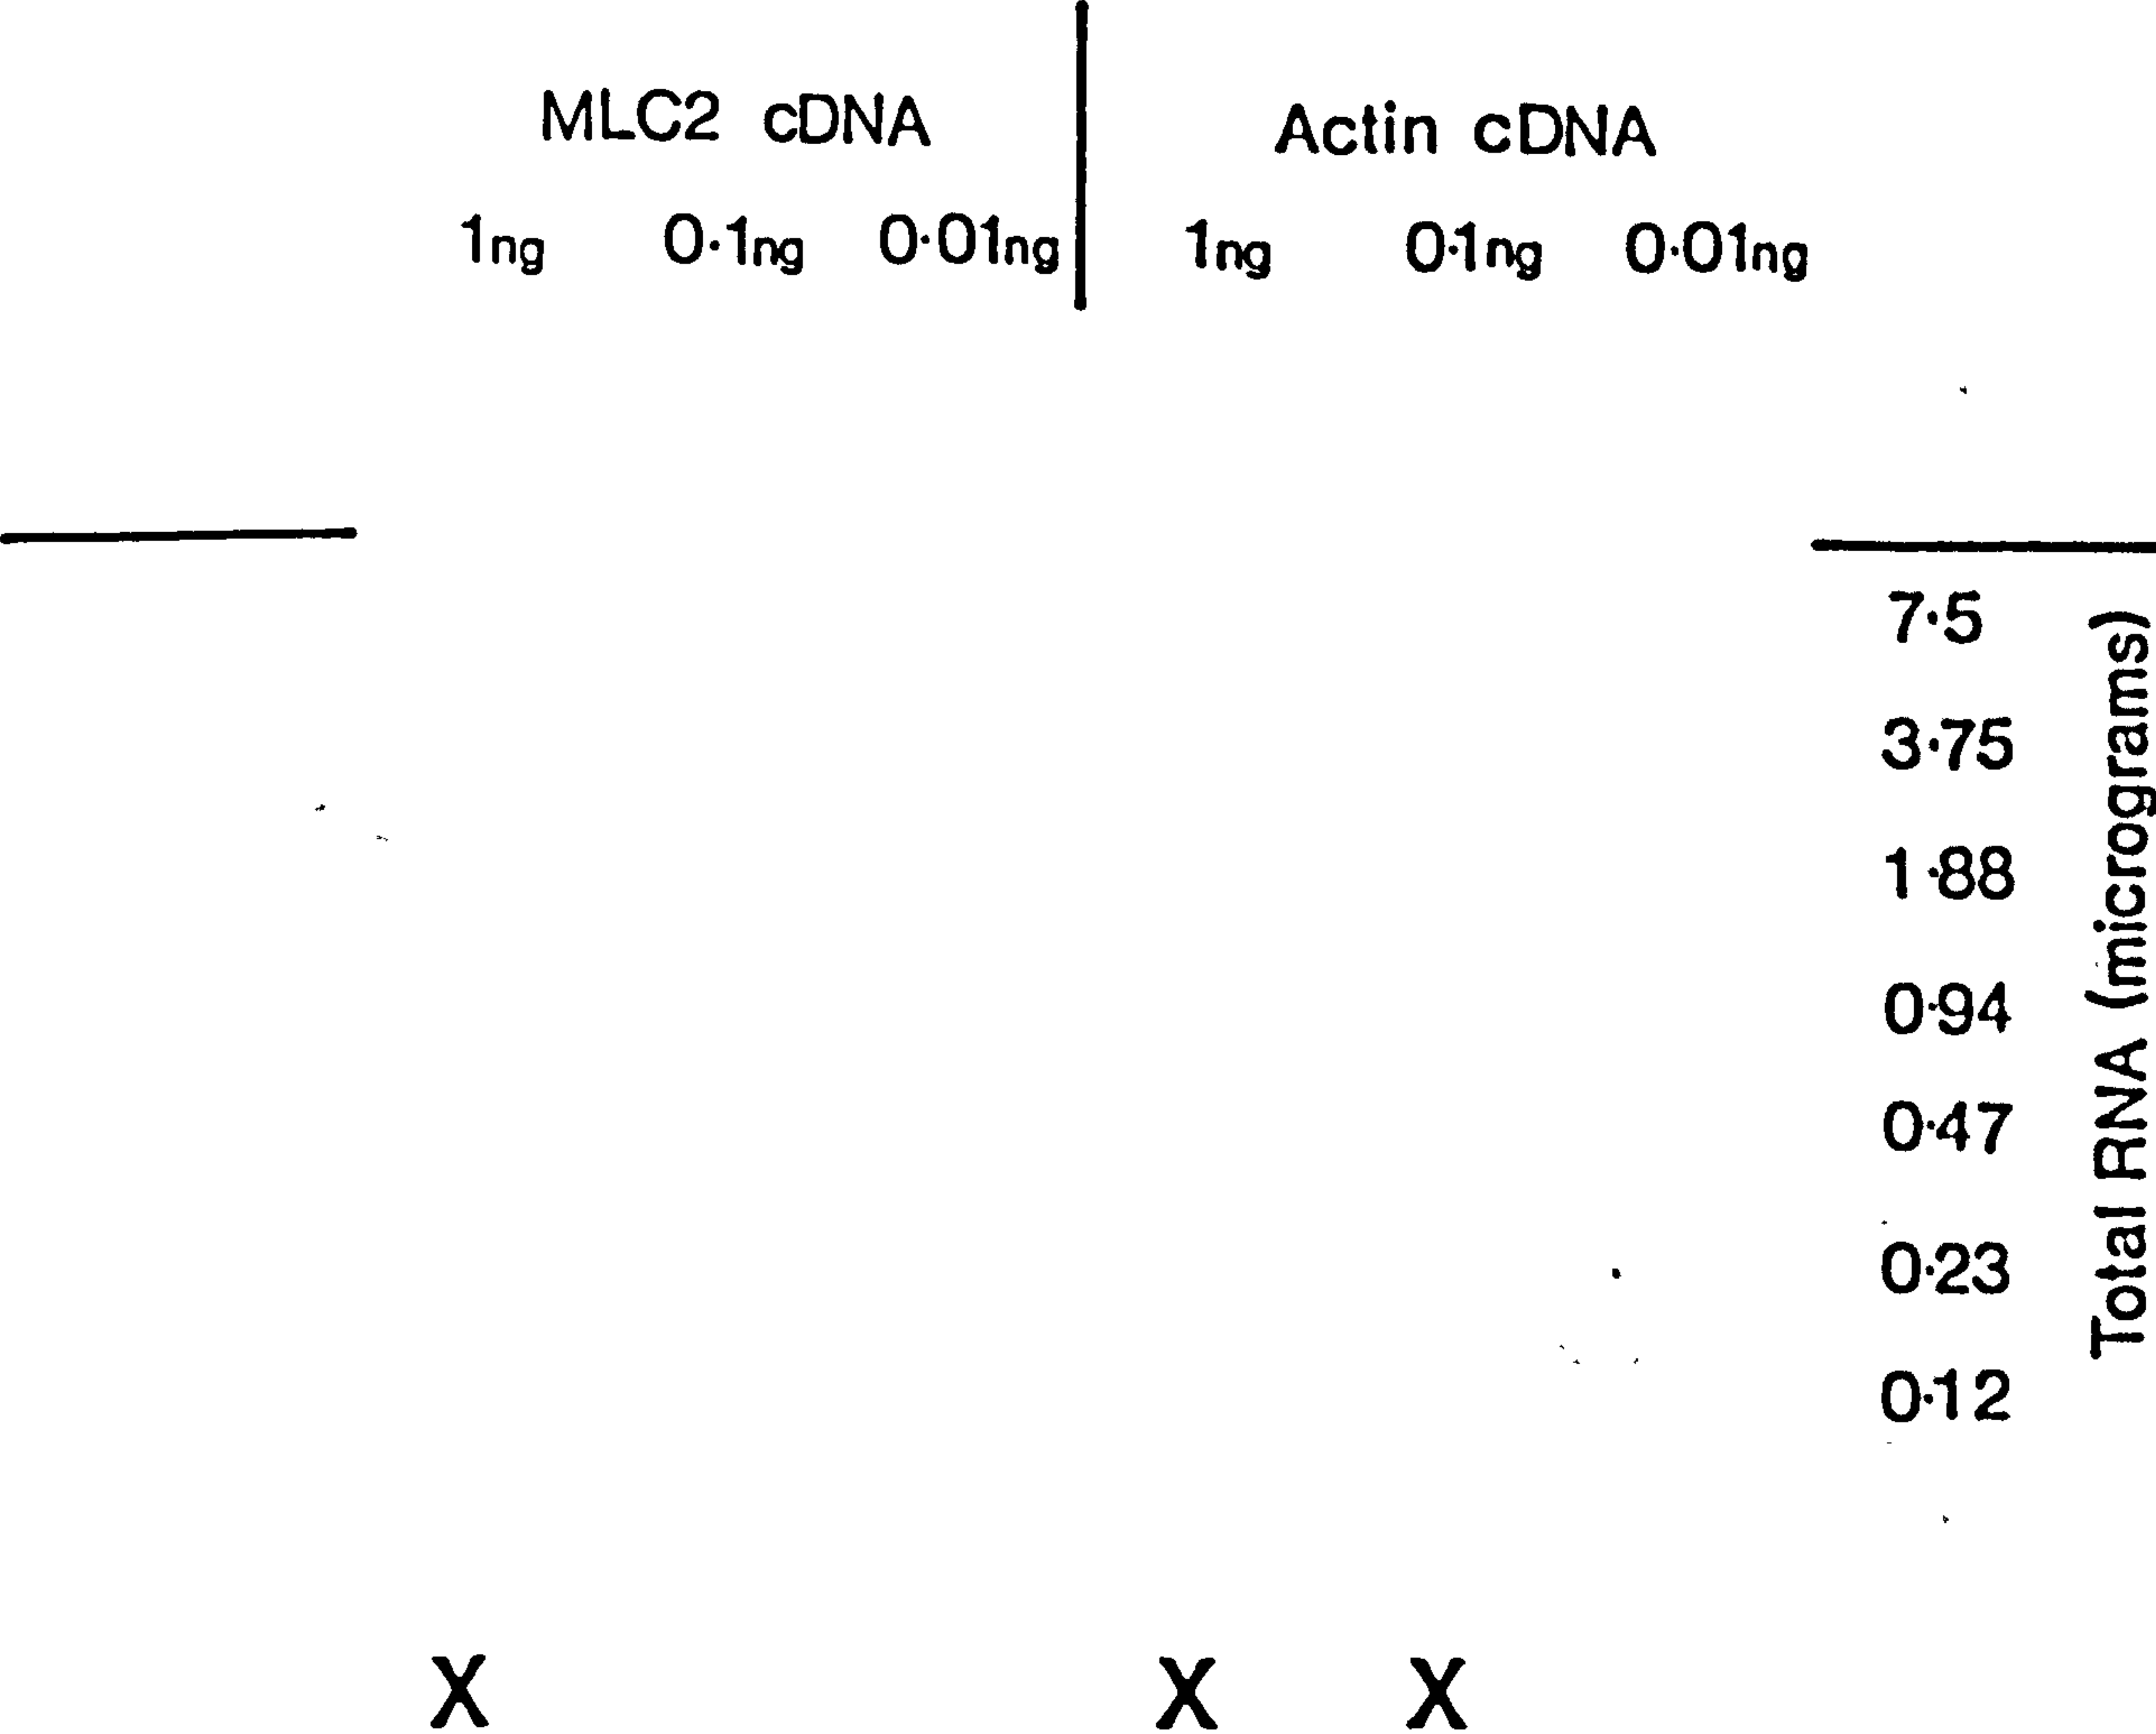 MLC2 cDNA
Actin cDNA
1ng 0·1ng 0·01ng
1ng 0·1ng 0·01ng
7·5
3·75
1·88
0·94
0·47
0·23
0·12
Total RNA (micrograms)
X X X